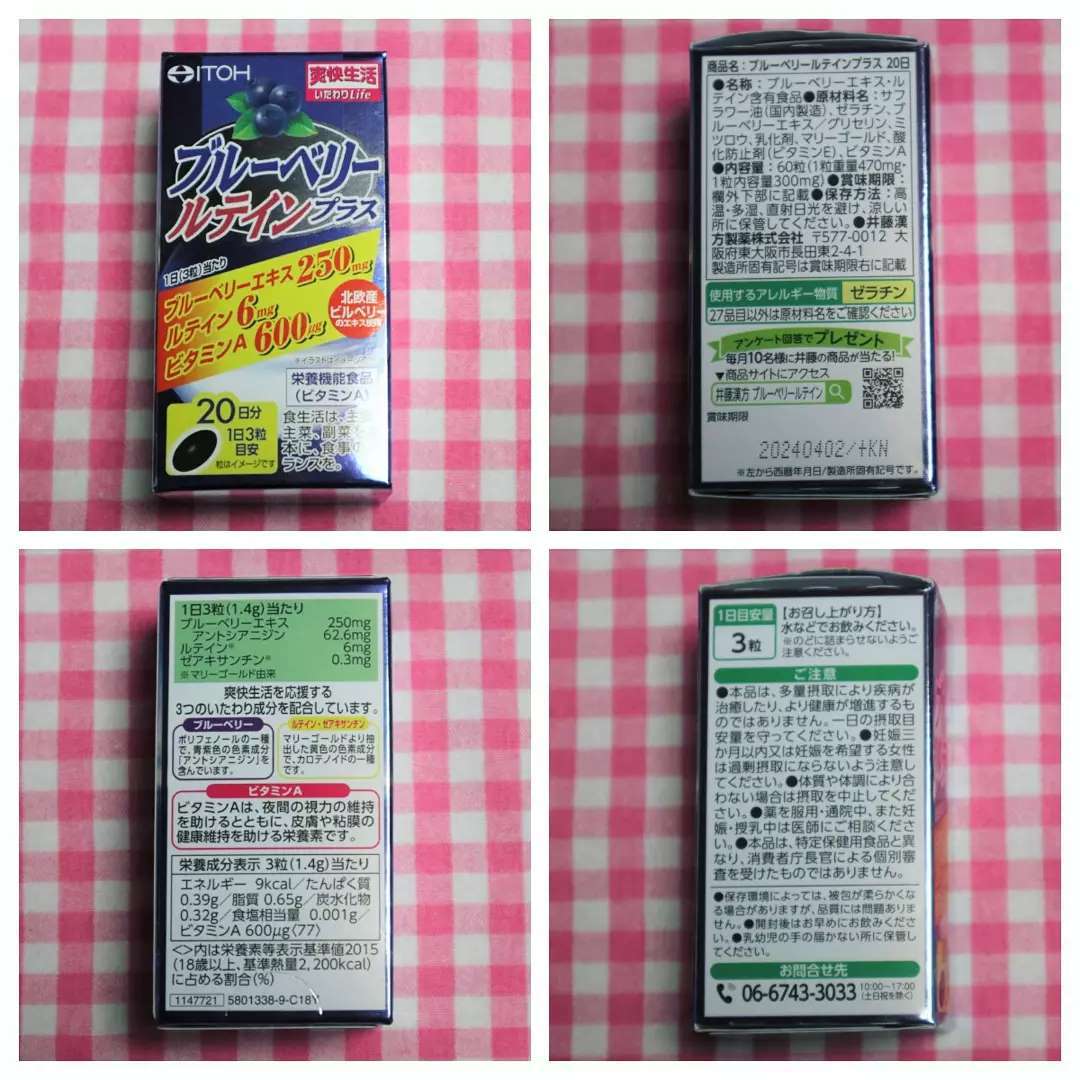 ITOH
爽快生活
いたわりLife
ブルーベリー
ルテインプラス
1日(3粒)当たり
ブルーベリーエキス 250mg
ルテイン 6mg
ビタミンA 600μg
北欧産
ビルベリー
のエキス使用
栄養機能食品
(ビタミンA)
20日分
1日3粒
目安
粒はイメージです
食生活は、主食、
主菜、副菜を基
本に、食事のバ
ランスを。
商品名:ブルーベリールテインプラス 20日
●名称:ブルーベリーエキス・ル
テイン含有食品●原材料名:サフ
ラワー油(国内製造)、ゼラチン、ブ
ルーベリーエキス/グリセリン、ミ
ツロウ、乳化剤、マリーゴールド、酸
化防止剤(ビタミンE)、ビタミンA
●内容量:60粒(1粒重量470mg・
1粒内容量300mg)●賞味期限:
欄外下部に記載●保存方法:高
温・多湿、直射日光を避け、涼しい
所に保管してください。●井藤漢
方製薬株式会社 〒577-0012 大
阪府東大阪市長田東2-4-1
製造所固有記号は賞味期限右に記載
使用するアレルギー物質 ゼラチン
27品目以外は原材料名をご確認ください
アンケート回答でプレゼント
毎月10名様に井藤の商品が当たる!
▼商品サイトにアクセス
井藤漢方 ブルーベリールテイン
賞味期限
20240402/+KN
※左から西暦年月日/製造所固有記号です。
1日3粒(1.4g)当たり
ブルーベリーエキス 250mg
アントシアニジン 62.6mg
ルテイン※ 6mg
ゼアキサンチン※ 0.3mg
※マリーゴールド由来
爽快生活を応援する
3つのいたわり成分を配合しています。
ブルーベリー
ポリフェノールの一種
で、青紫色の色素成分
「アントシアニジン」を
含んでいます。
ルテイン・ゼアキサンチン
マリーゴールドより抽
出した黄色の色素成分
で、カロテノイドの一種
です。
ビタミンA
ビタミンAは、夜間の視力の維持
を助けるとともに、皮膚や粘膜の
健康維持を助ける栄養素です。
栄養成分表示 3粒(1.4g)当たり
エネルギー 9kcal/たんぱく質
0.39g/脂質 0.65g/炭水化物
0.32g/食塩相当量 0.001g/
ビタミンA 600μg〈77〉
〈〉内は栄養素等表示基準値2015
(18歳以上、基準熱量2,200kcal)
に占める割合(%)
1147721 5801338-9-C18Y
1日目安量
3粒
【お召し上がり方】
水などでお飲みください。
※のどに詰まらせないようご
注意ください。
ご注意
●本品は、多量摂取により疾病が
治癒したり、より健康が増進するも
のではありません。一日の摂取目
安量を守ってください。●妊娠三
か月以内又は妊娠を希望する女性
は過剰摂取にならないよう注意し
てください。●体質や体調により合
わない場合は摂取を中止してくだ
さい。●薬を服用・通院中、また妊
娠・授乳中は医師にご相談くださ
い。●本品は、特定保健用食品と異
なり、消費者庁長官による個別審
査を受けたものではありません。
●保存環境によっては、被包が柔らかくな
る場合がありますが、品質には問題ありま
せん。●開封後はお早めにお飲みくださ
い。●乳幼児の手の届かない所に保管し
てください。
お問合せ先
06-6743-3033 10:00~17:00
(土日祝を除く)